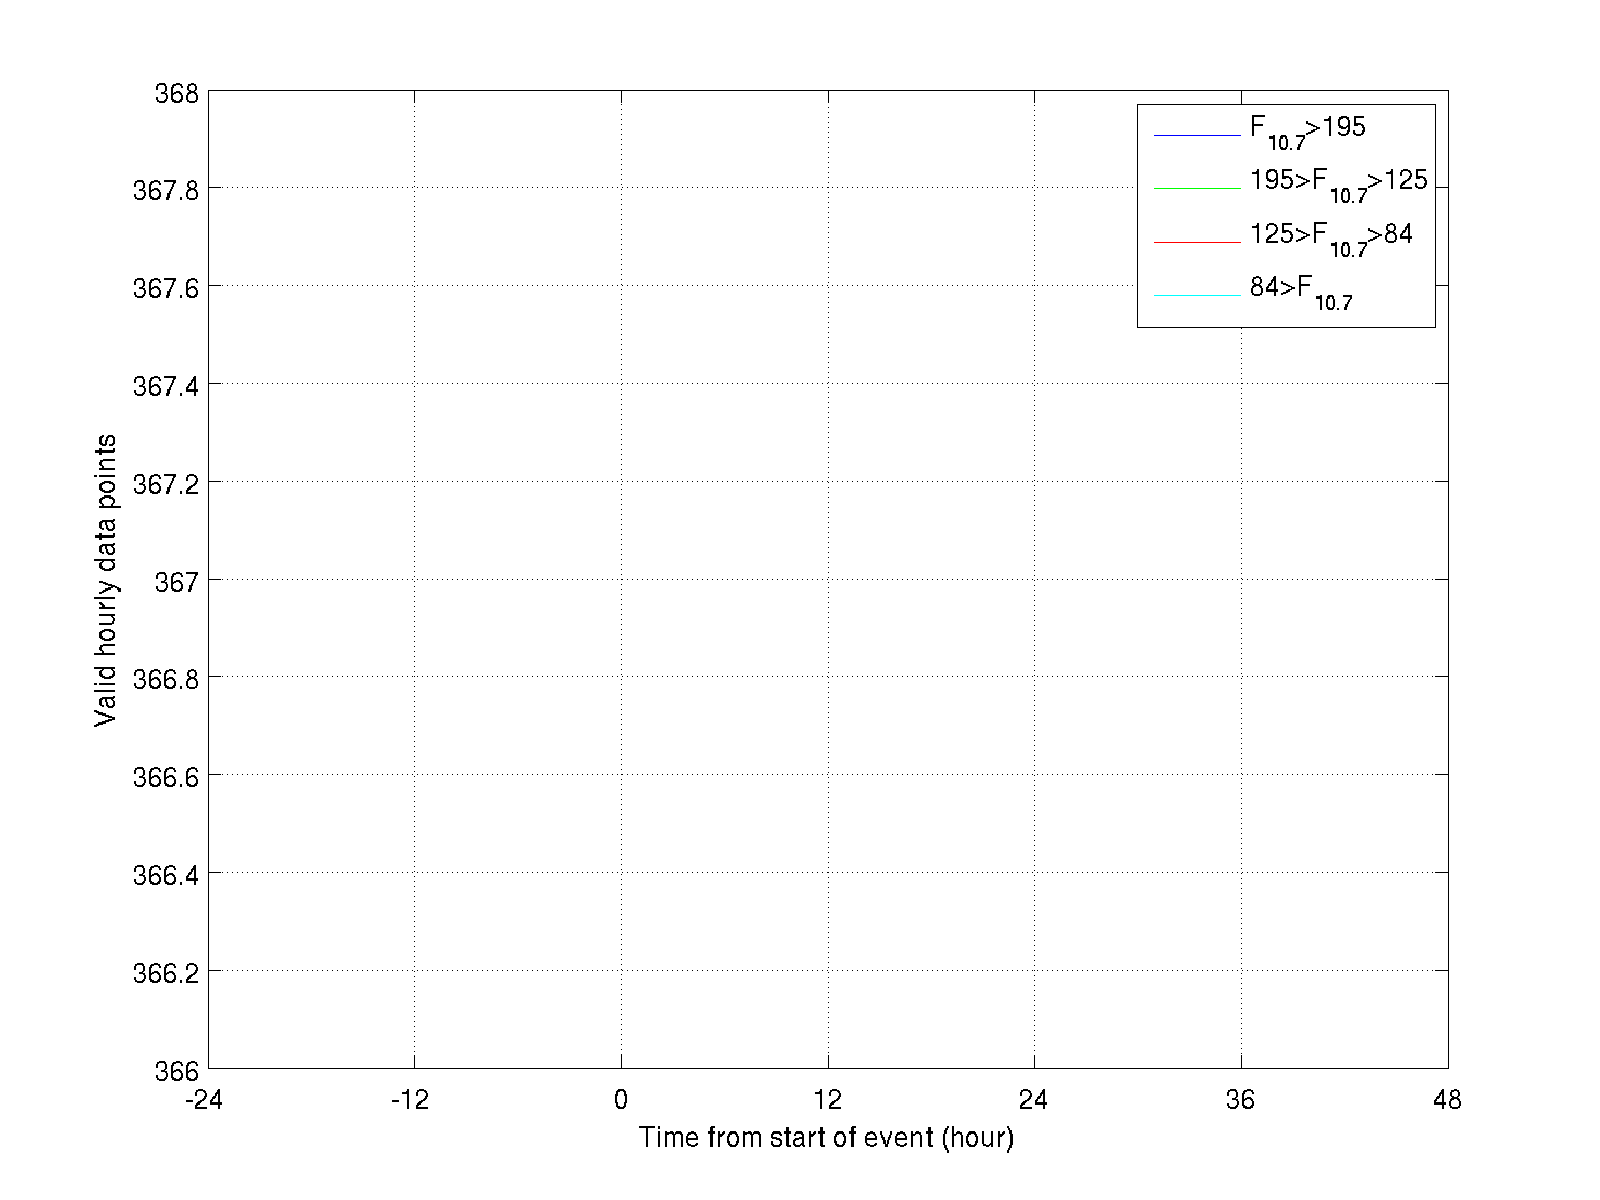 368
367.8
367.6
367.4
367.2
367
366.8
366.6
366.4
366.2
366
-24 -12 0 12 24 36 48
Time from start of event (hour)
Valid hourly data points
F10.7>195
195>F10.7>125
125>F10.7>84
84>F10.7